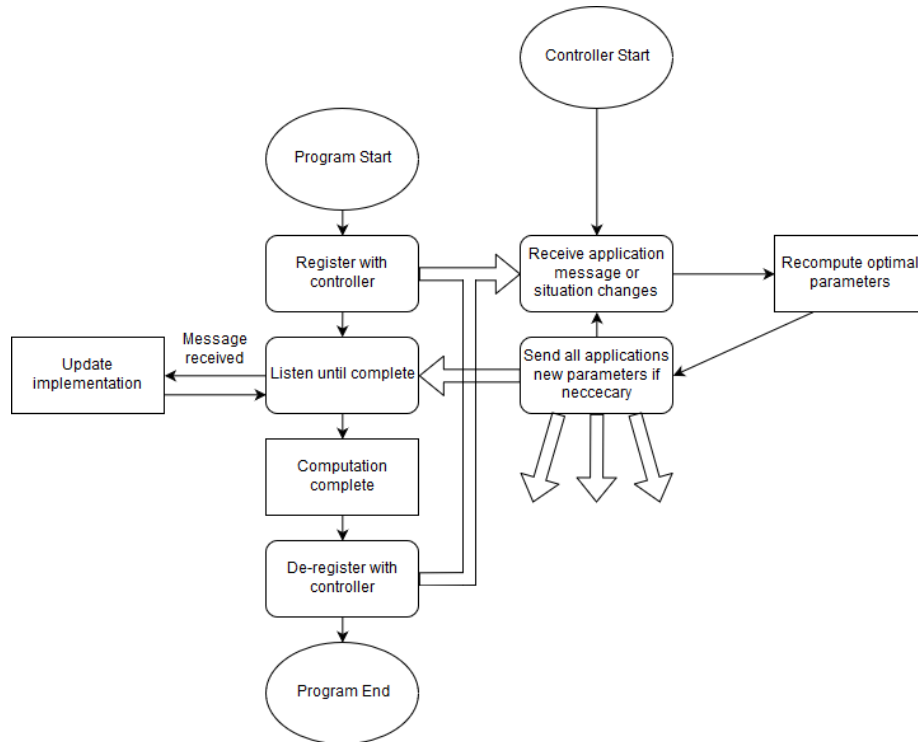 Controller Start
Program Start
Register with
controller
Receive application
message or
situation changes
Recompute optimal
parameters
Message
received
Update
implementation
Listen until complete
Send all applications
new parameters if
neccecary
Computation
complete
De-register with
controller
Program End